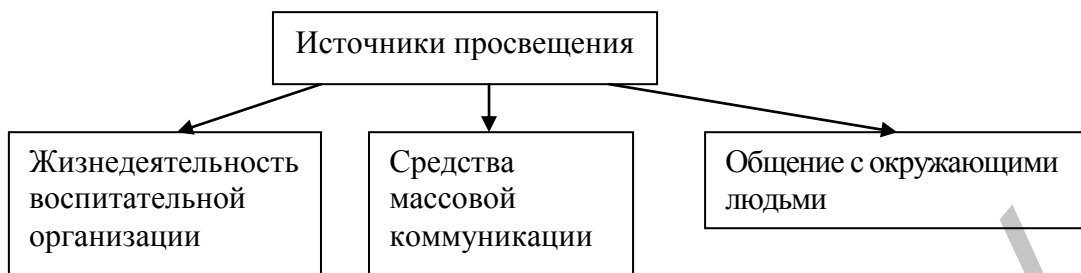 Источники просвещения
Жизнедеятельность
воспитательной
организации
Средства
массовой
коммуникации
Общение с окружающими
людьми